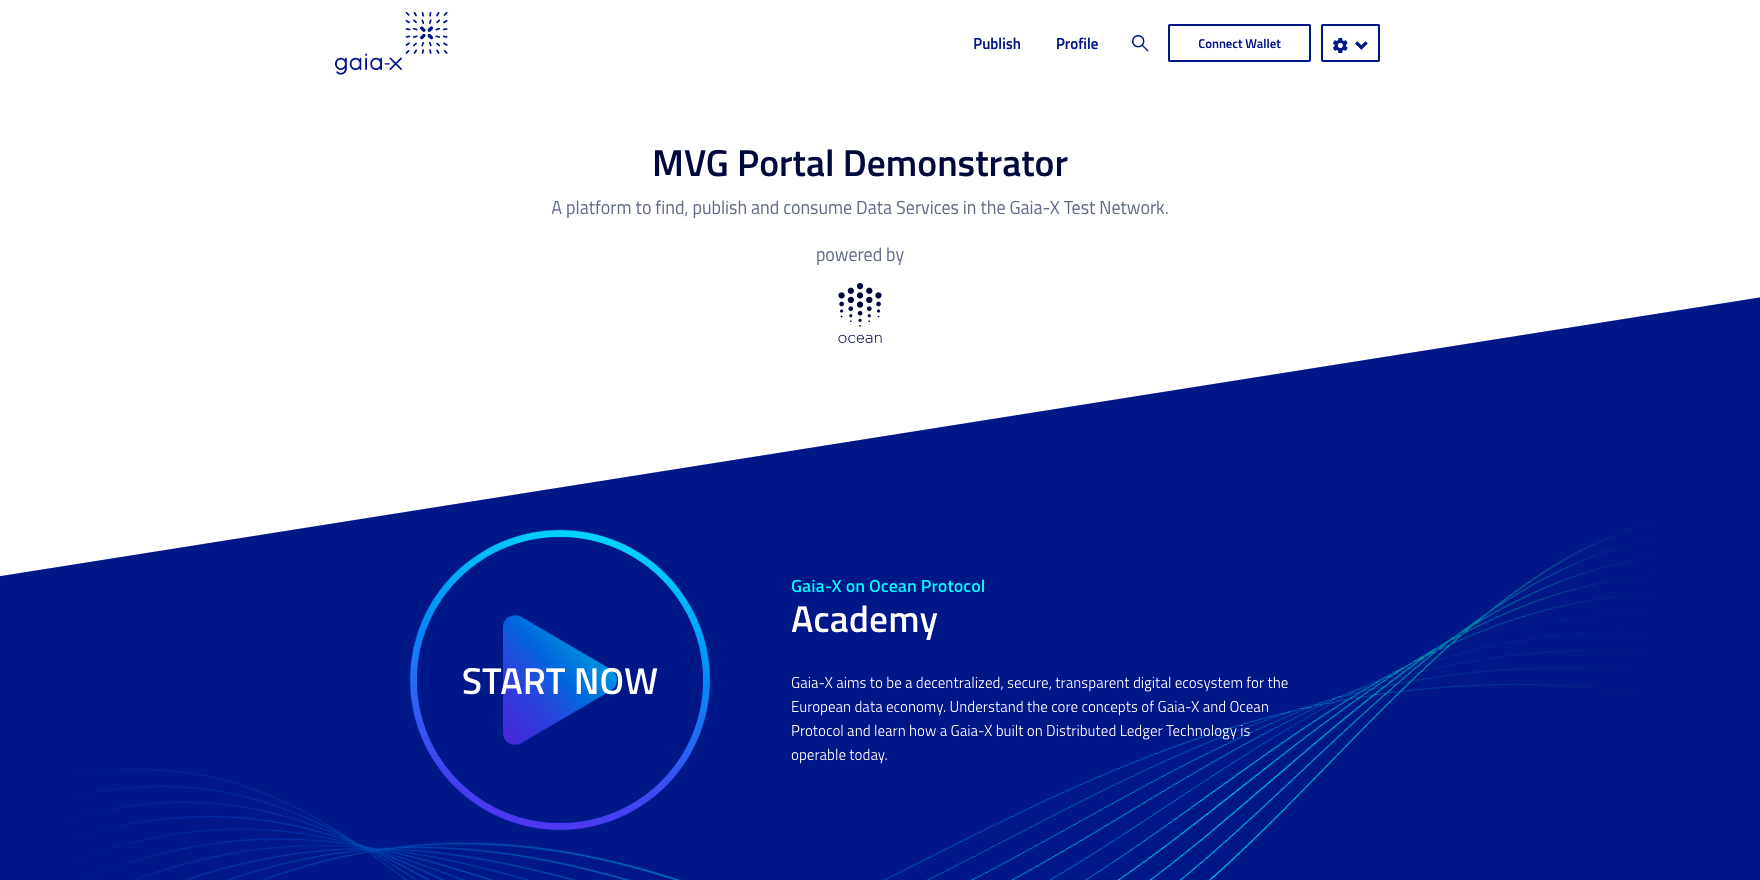 gaia-x
Publish
Profile
Connect Wallet
MVG Portal Demonstrator
A platform to find, publish and consume Data Services in the Gaia-X Test Network.
powered by
ocean
START NOW
Gaia-X on Ocean Protocol
Academy
Gaia-X aims to be a decentralized, secure, transparent digital ecosystem for the
European data economy. Understand the core concepts of Gaia-X and Ocean
Protocol and learn how a Gaia-X built on Distributed Ledger Technology is
operable today.